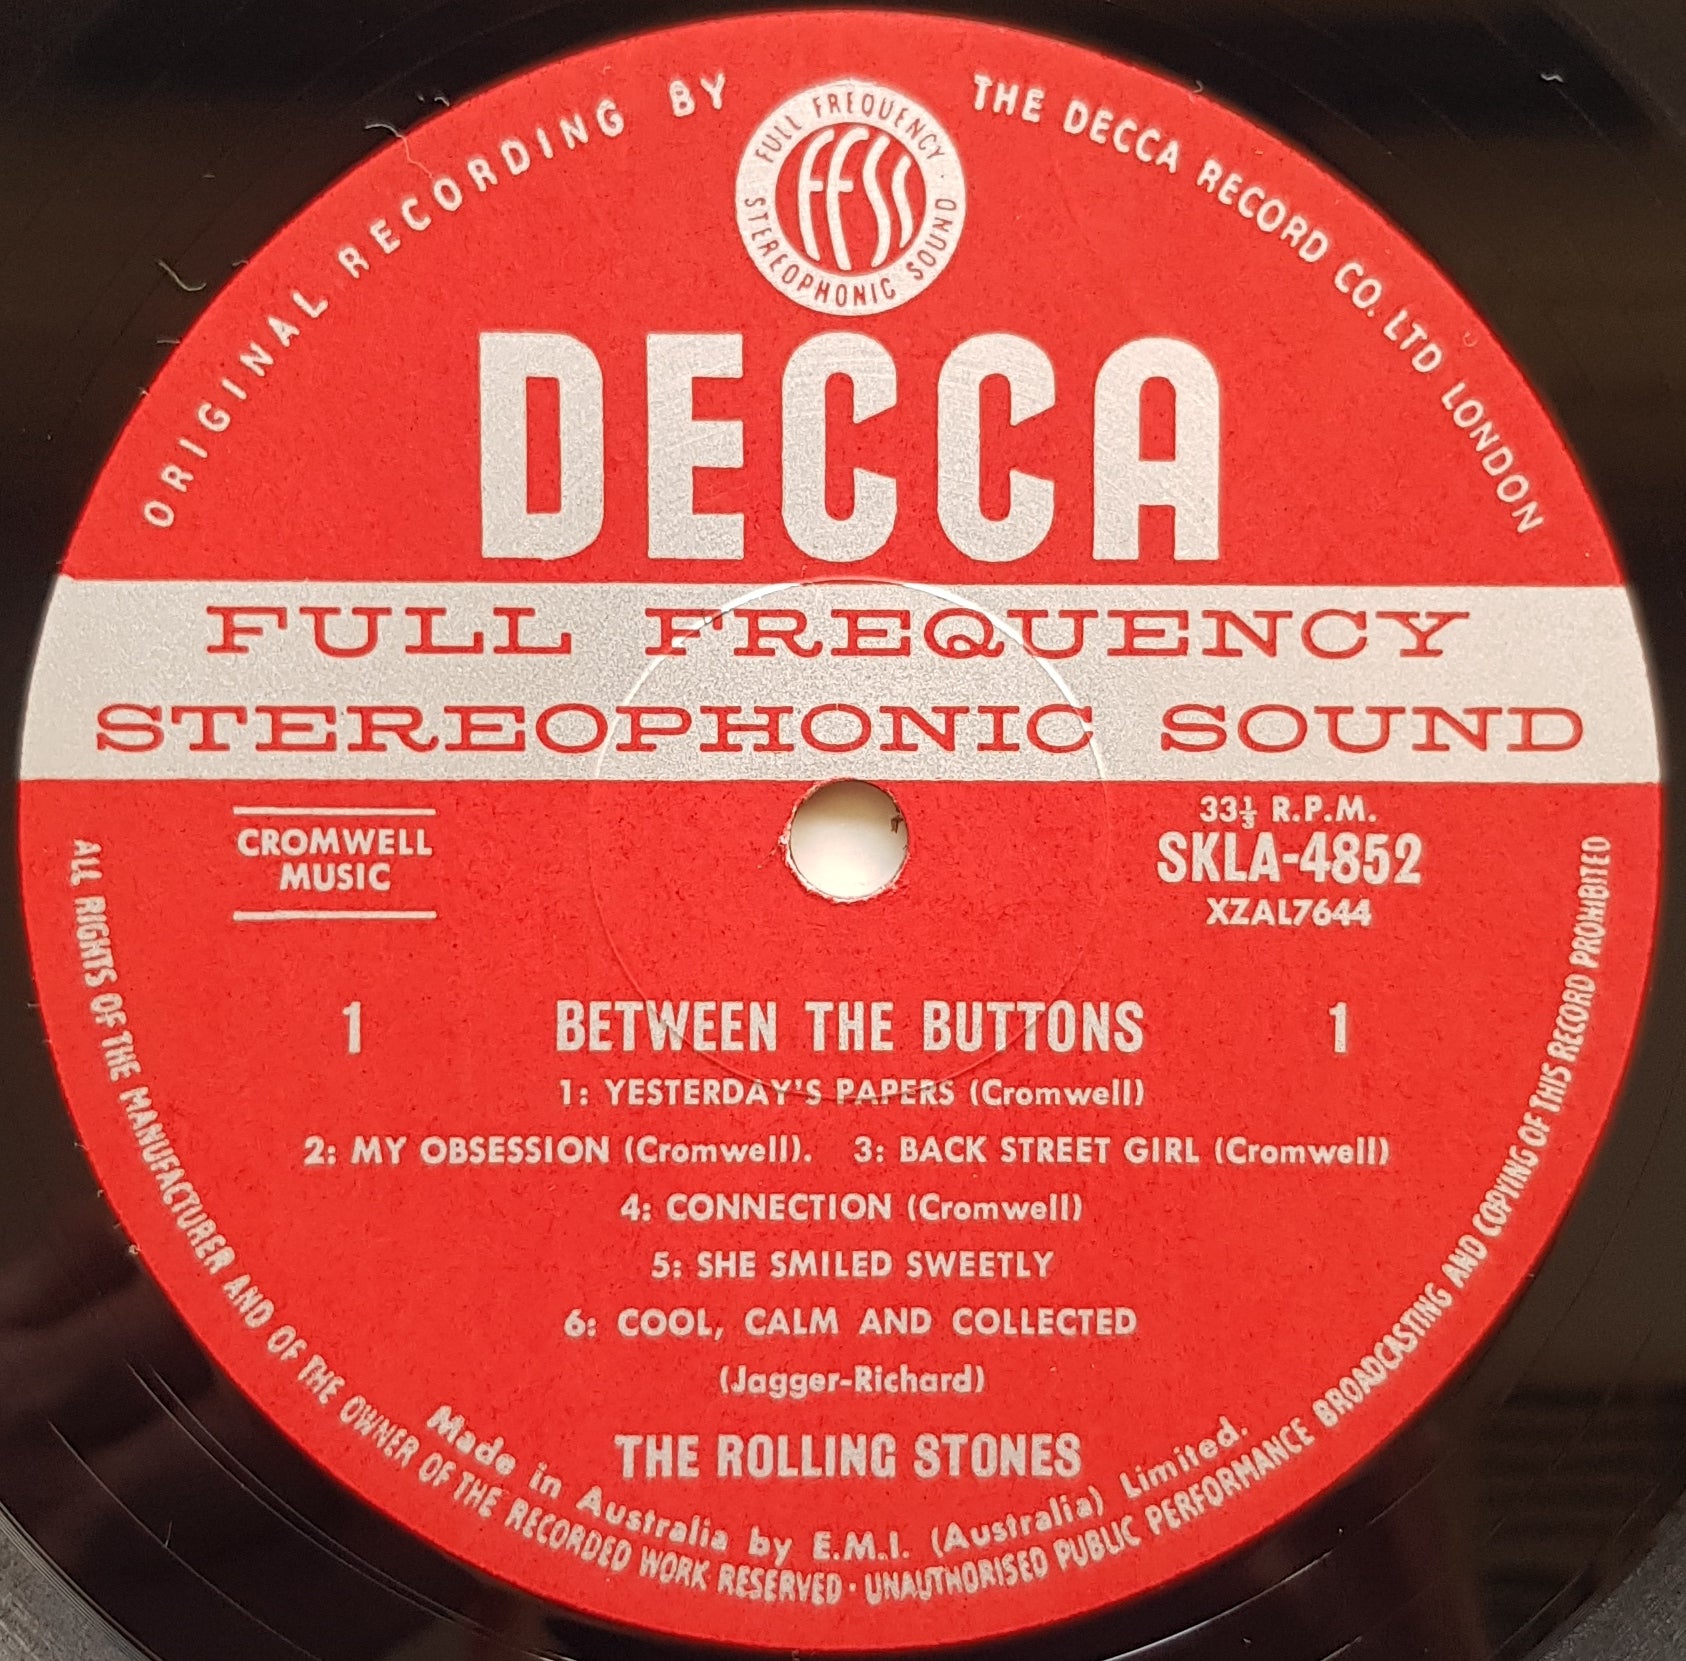 ORIGINAL RECORDING BY THE DECCA RECORD CO. LTD LONDON
FULL FREQUENCY
FFSS
STEREOPHONIC SOUND
DECCA
FULL FREQUENCY
STEREOPHONIC SOUND
CROMWELL
MUSIC
33⅓ R.P.M.
SKLA-4852
XZAL7644
1 BETWEEN THE BUTTONS 1
1: YESTERDAY'S PAPERS (Cromwell)
2: MY OBSESSION (Cromwell). 3: BACK STREET GIRL (Cromwell)
4: CONNECTION (Cromwell)
5: SHE SMILED SWEETLY
6: COOL, CALM AND COLLECTED
(Jagger-Richard)
THE ROLLING STONES
Made in Australia by E.M.I. (Australia) Limited.
ALL RIGHTS OF THE MANUFACTURER AND OF THE OWNER OF THE RECORDED WORK RESERVED · UNAUTHORISED PUBLIC PERFORMANCE BROADCASTING AND COPYING OF THIS RECORD PROHIBITED